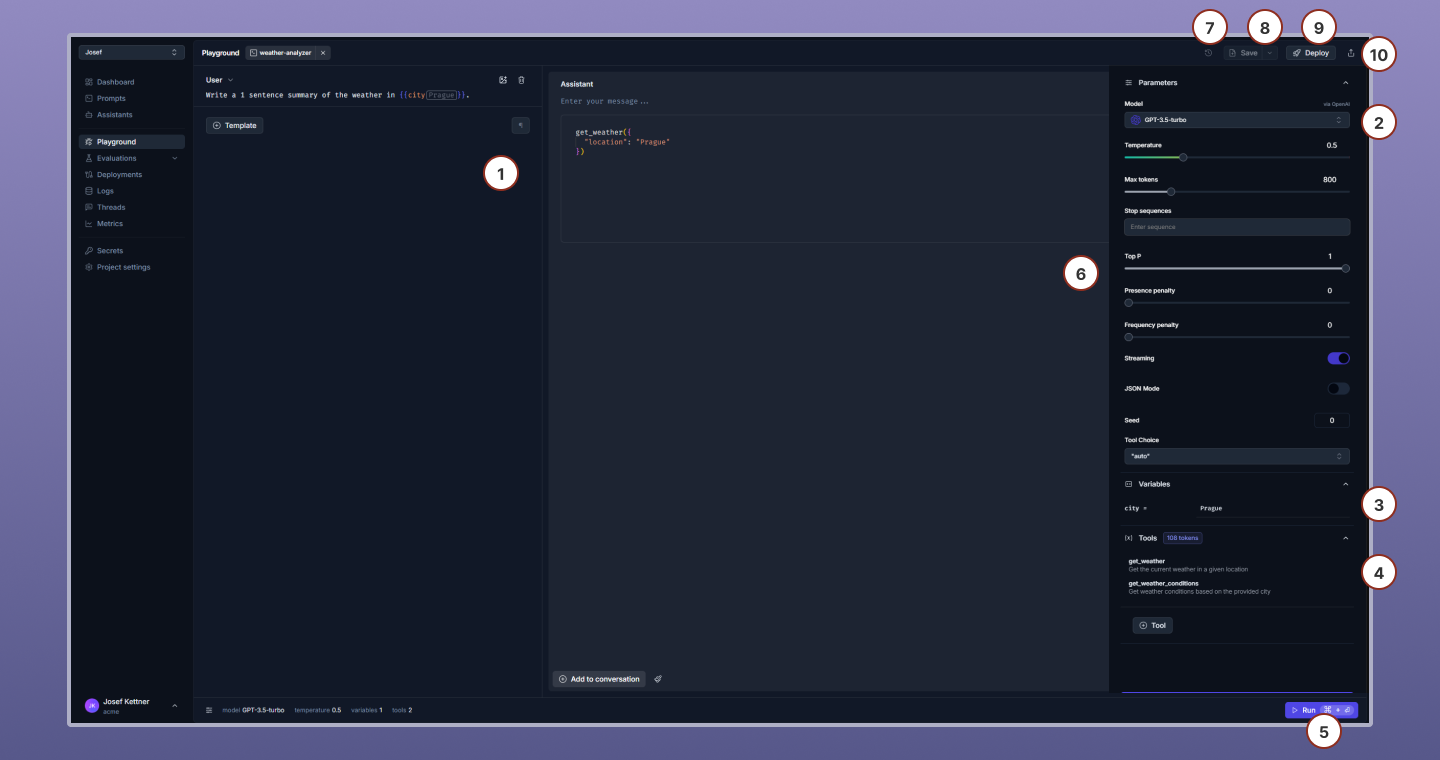 7
8
9
10
Josef
Playground
weather-analyzer
Save
Deploy
Dashboard
Prompts
Assistants
Playground
Evaluations
Deployments
Logs
Threads
Metrics
Secrets
Project settings
Josef Kettner
JK
acme
User
Write a 1 sentence summary of the weather in {{city Prague}}.
Template
1
Assistant
Enter your message...
get_weather({
"location": "Prague"
})
6
Add to conversation
Parameters
Model
via OpenAI
GPT-3.5-turbo
2
Temperature
0.5
Max tokens
800
Stop sequences
Enter sequence
Top P
1
Presence penalty
0
Frequency penalty
0
Streaming
JSON Mode
Seed
0
Tool Choice
"auto"
Variables
city =
Prague
3
Tools
108 tokens
get_weather
Get the current weather in a given location
get_weather_conditions
Get weather conditions based on the provided city
4
Tool
model GPT-3.5-turbo temperature 0.5 variables 1 tools 2
Run ⌘ +
5